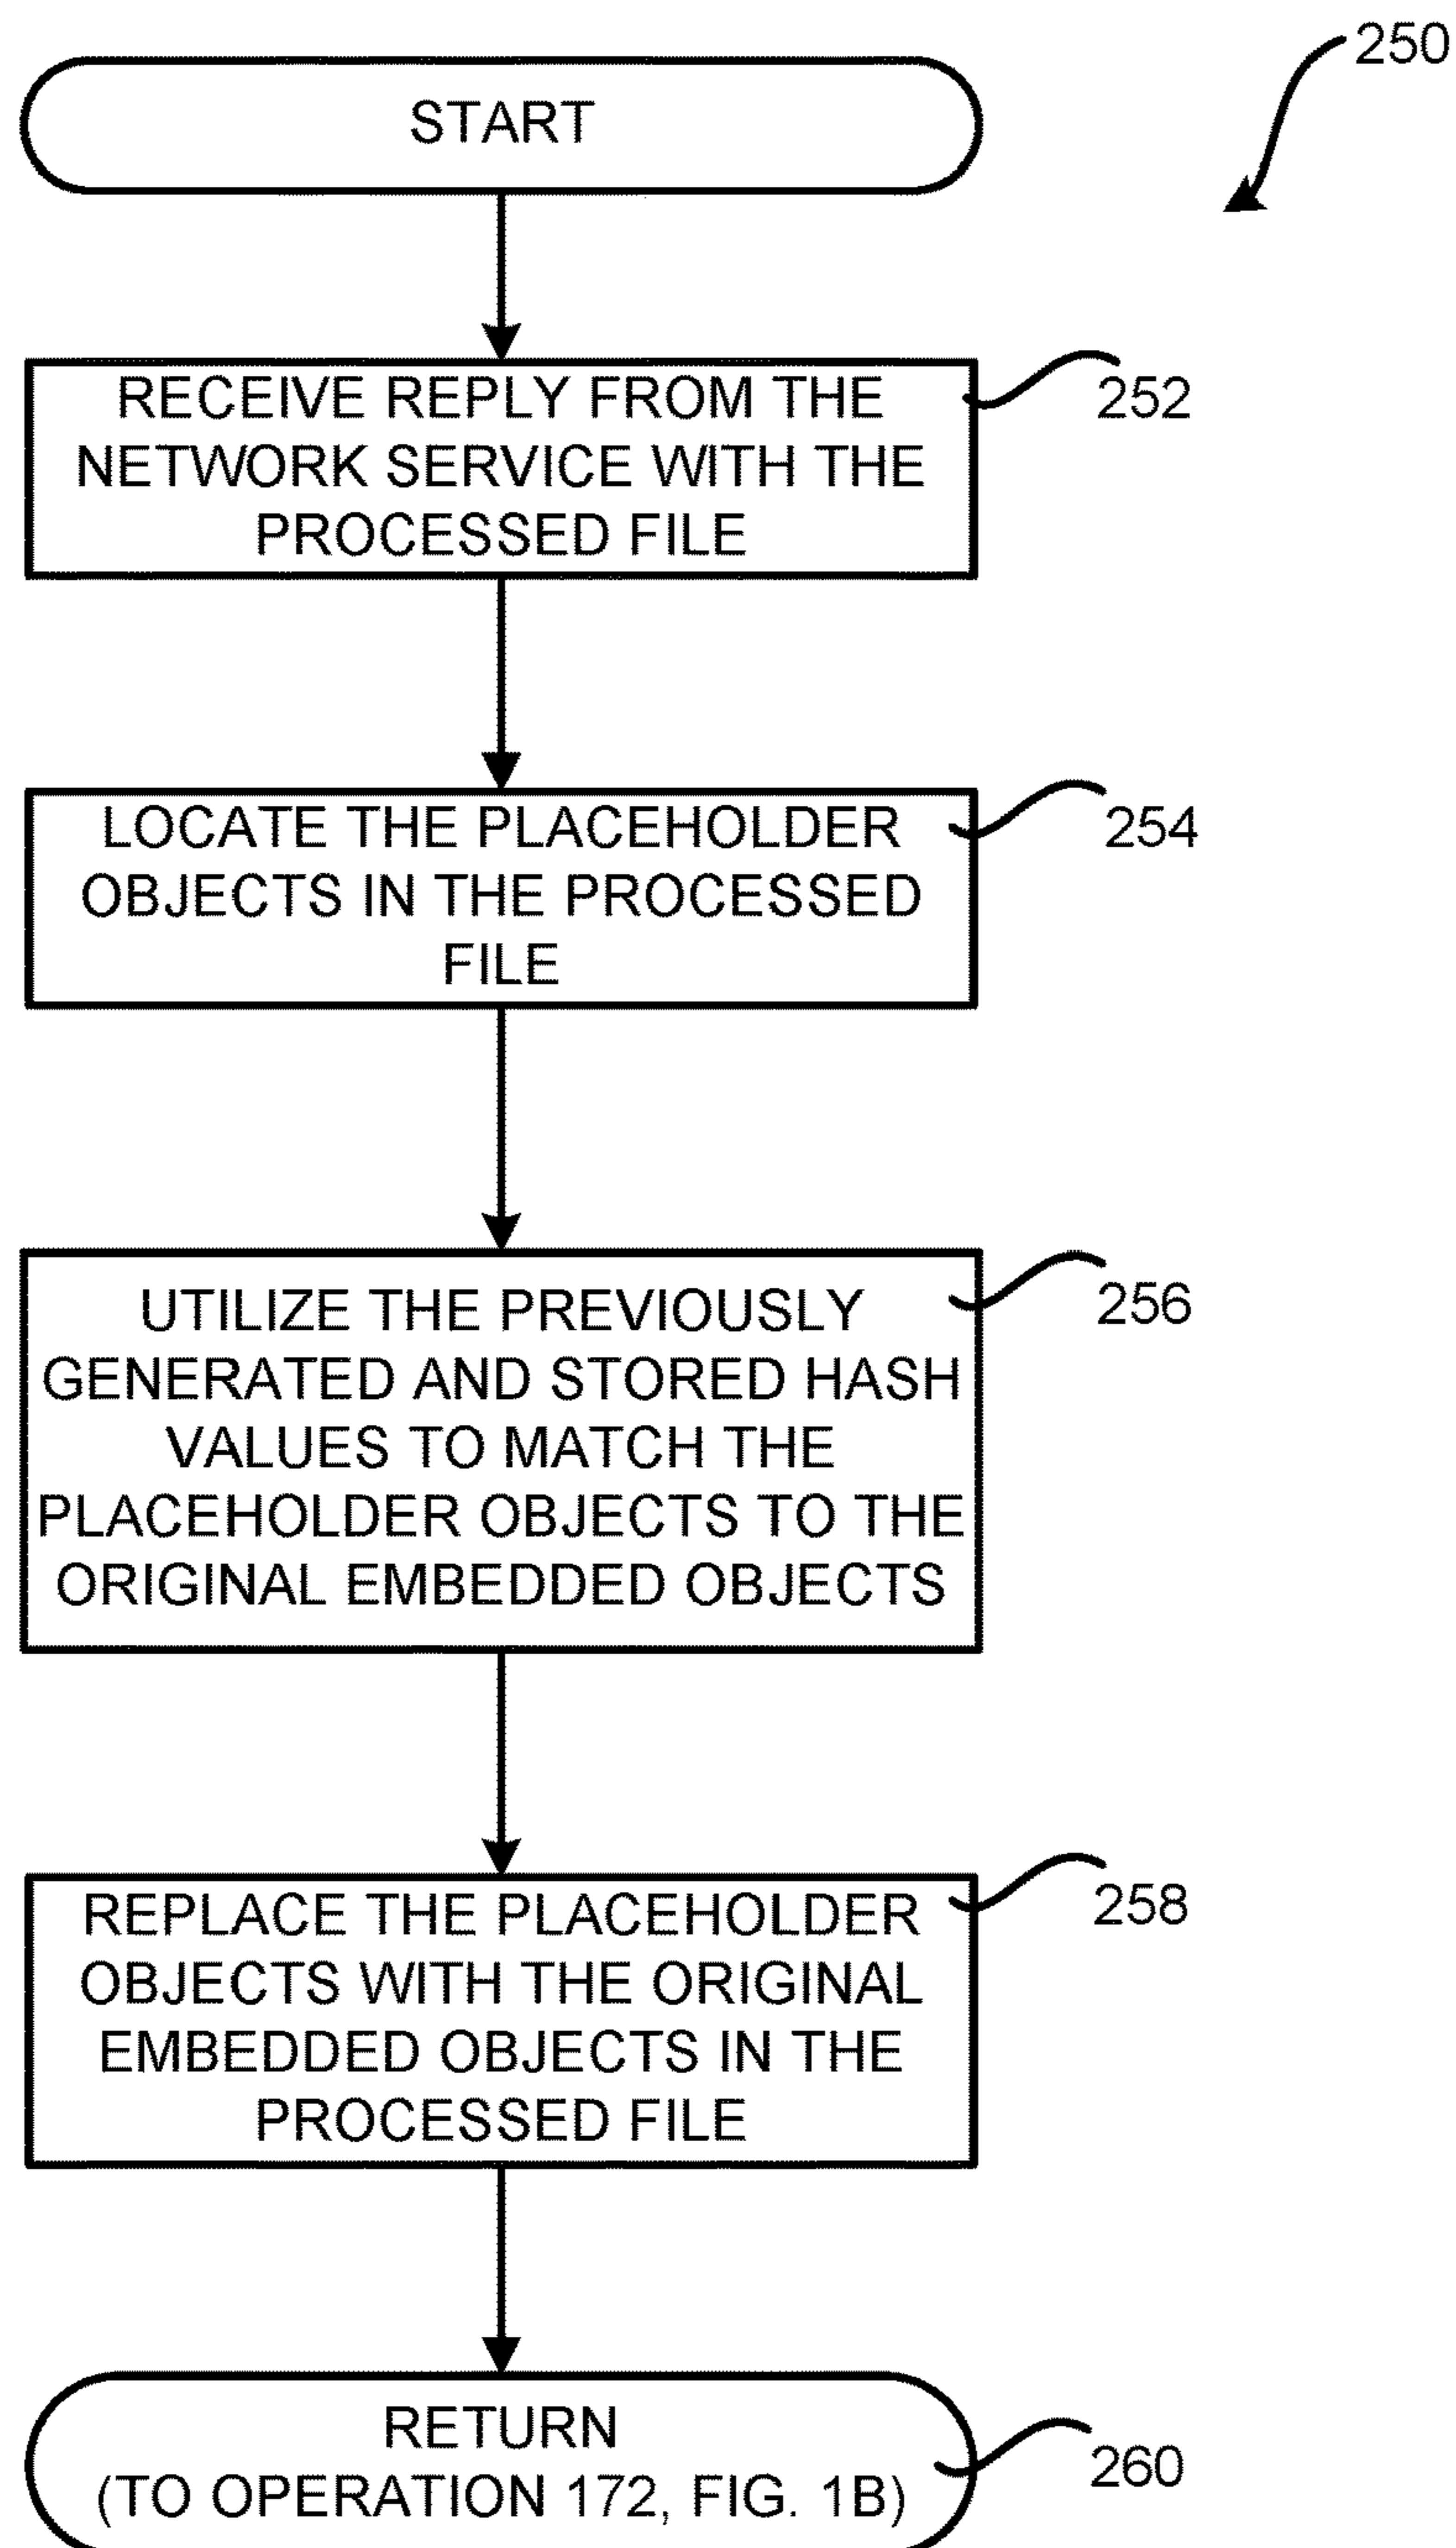 250
START
RECEIVE REPLY FROM THE
NETWORK SERVICE WITH THE
PROCESSED FILE
252
LOCATE THE PLACEHOLDER
OBJECTS IN THE PROCESSED
FILE
254
UTILIZE THE PREVIOUSLY
GENERATED AND STORED HASH
VALUES TO MATCH THE
PLACEHOLDER OBJECTS TO THE
ORIGINAL EMBEDDED OBJECTS
256
REPLACE THE PLACEHOLDER
OBJECTS WITH THE ORIGINAL
EMBEDDED OBJECTS IN THE
PROCESSED FILE
258
RETURN
(TO OPERATION 172, FIG. 1B)
260